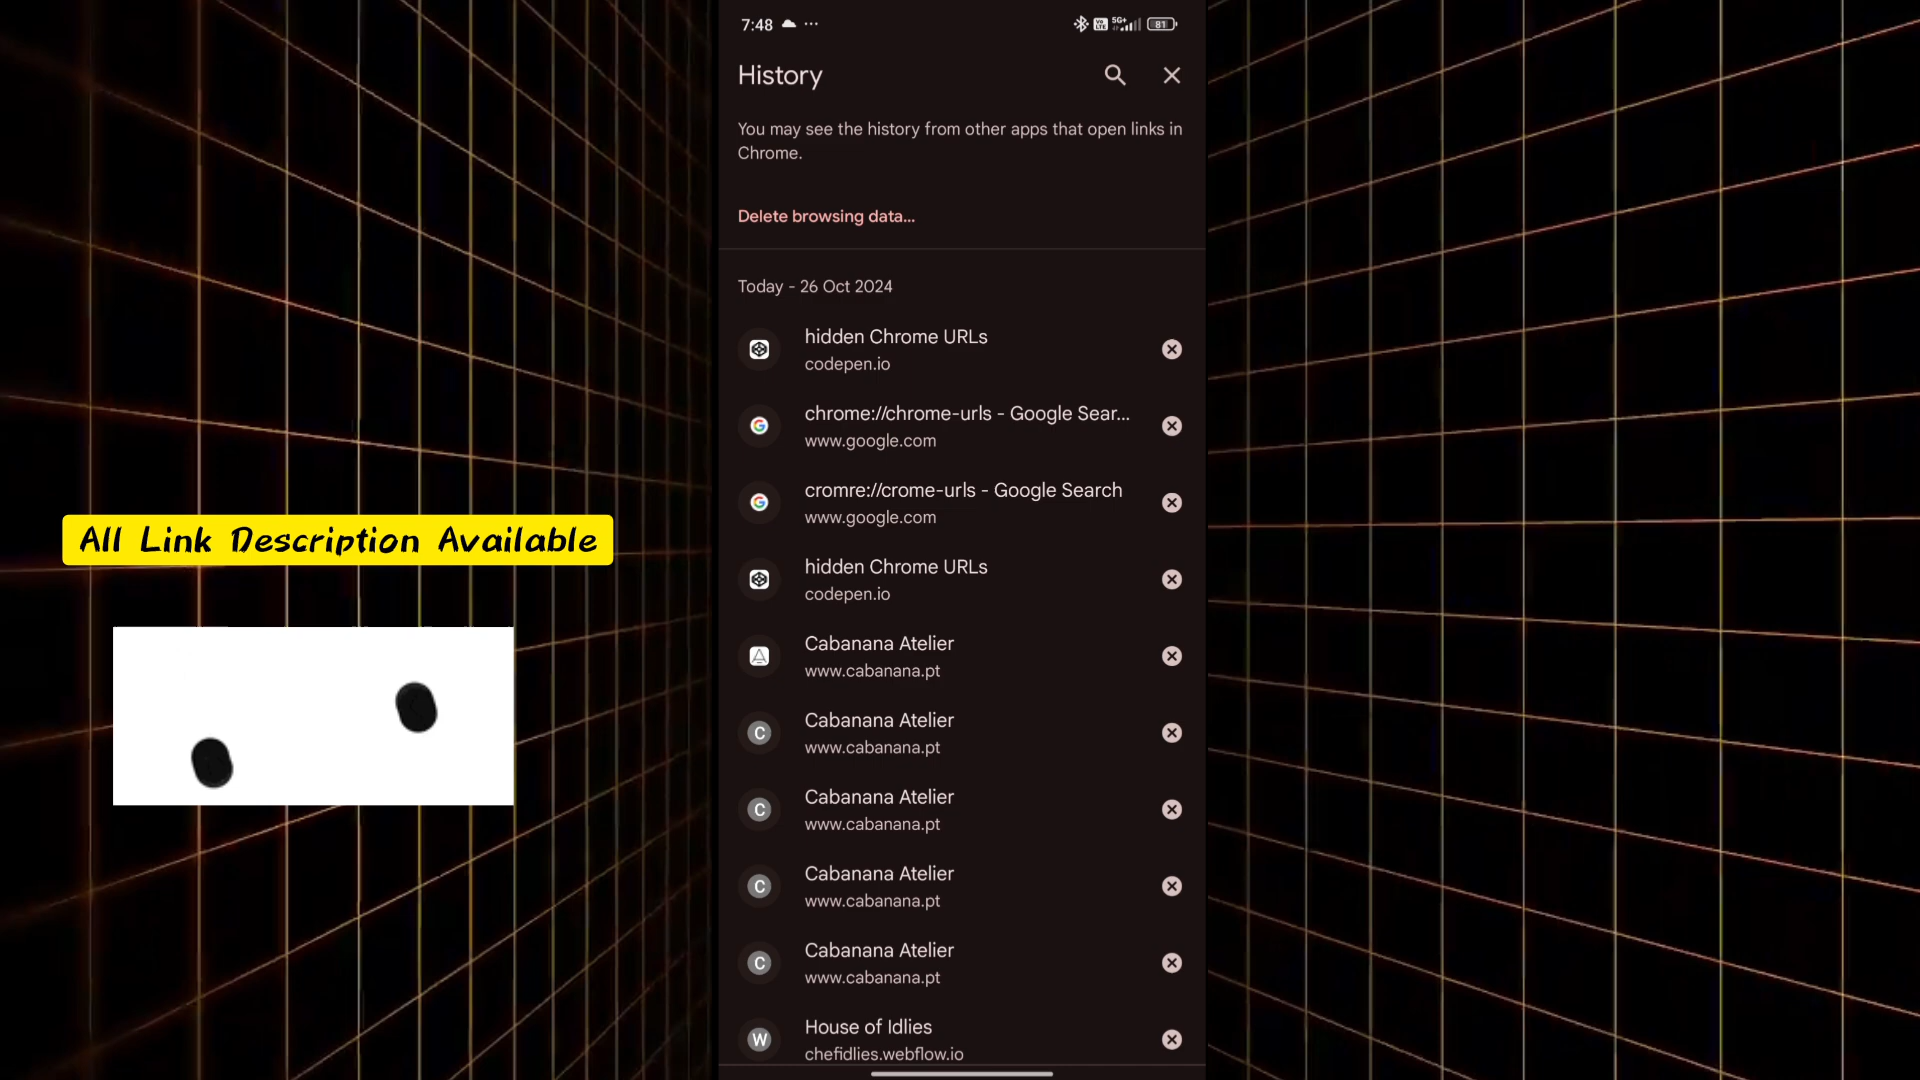 7:48
5G+
Vo
LTE
81
History
You may see the history from other apps that open links in
Chrome.
Delete browsing data...
Today - 26 Oct 2024
hidden Chrome URLs
codepen.io
G
chrome://chrome-urls - Google Sear...
www.google.com
G
cromre://crome-urls - Google Search
www.google.com
hidden Chrome URLs
codepen.io
Cabanana Atelier
www.cabanana.pt
C
Cabanana Atelier
www.cabanana.pt
C
Cabanana Atelier
www.cabanana.pt
C
Cabanana Atelier
www.cabanana.pt
C
Cabanana Atelier
www.cabanana.pt
W
House of Idlies
chefidlies.webflow.io
All Link Description Available